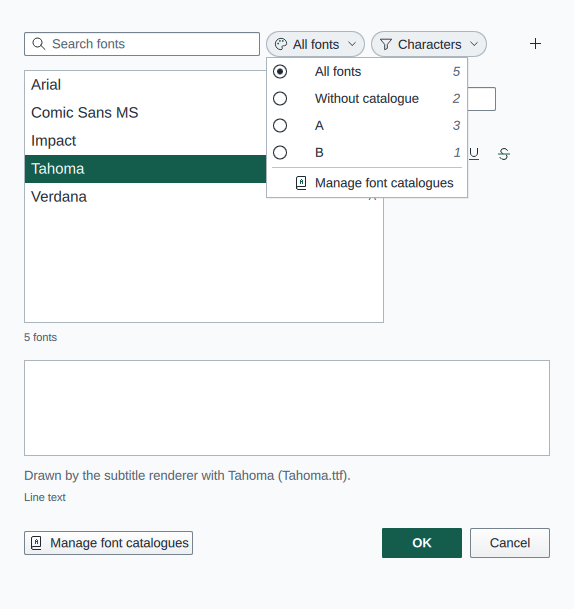 Search fonts
All fonts
Characters
All fonts 5
Without catalogue 2
A 3
B 1
Manage font catalogues
Arial
Comic Sans MS
Impact
Tahoma
Verdana
U S
5 fonts
Drawn by the subtitle renderer with Tahoma (Tahoma.ttf).
Line text
Manage font catalogues
OK
Cancel